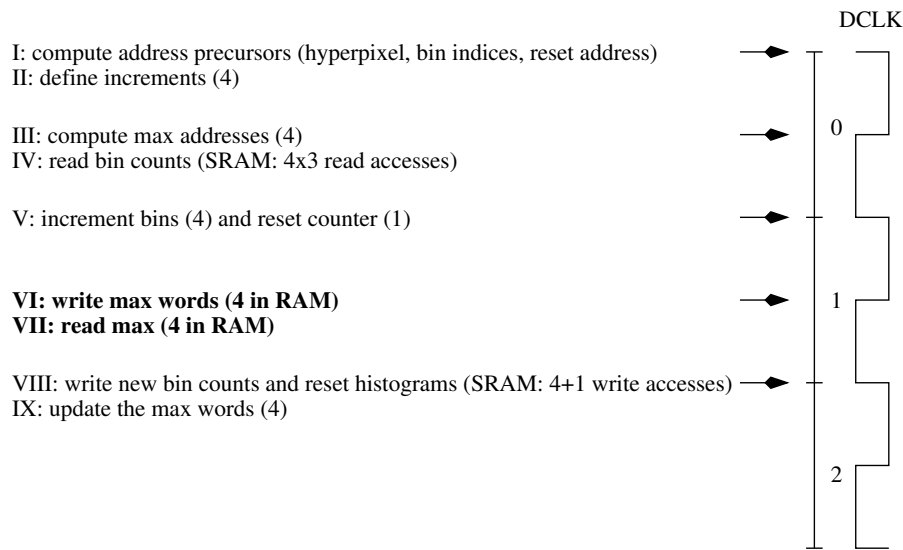 DCLK
I: compute address precursors (hyperpixel, bin indices, reset address)
II: define increments (4)
0
III: compute max addresses (4)
IV: read bin counts (SRAM: 4x3 read accesses)
V: increment bins (4) and reset counter (1)
VI: write max words (4 in RAM)
1
VII: read max (4 in RAM)
VIII: write new bin counts and reset histograms (SRAM: 4+1 write accesses)
IX: update the max words (4)
2